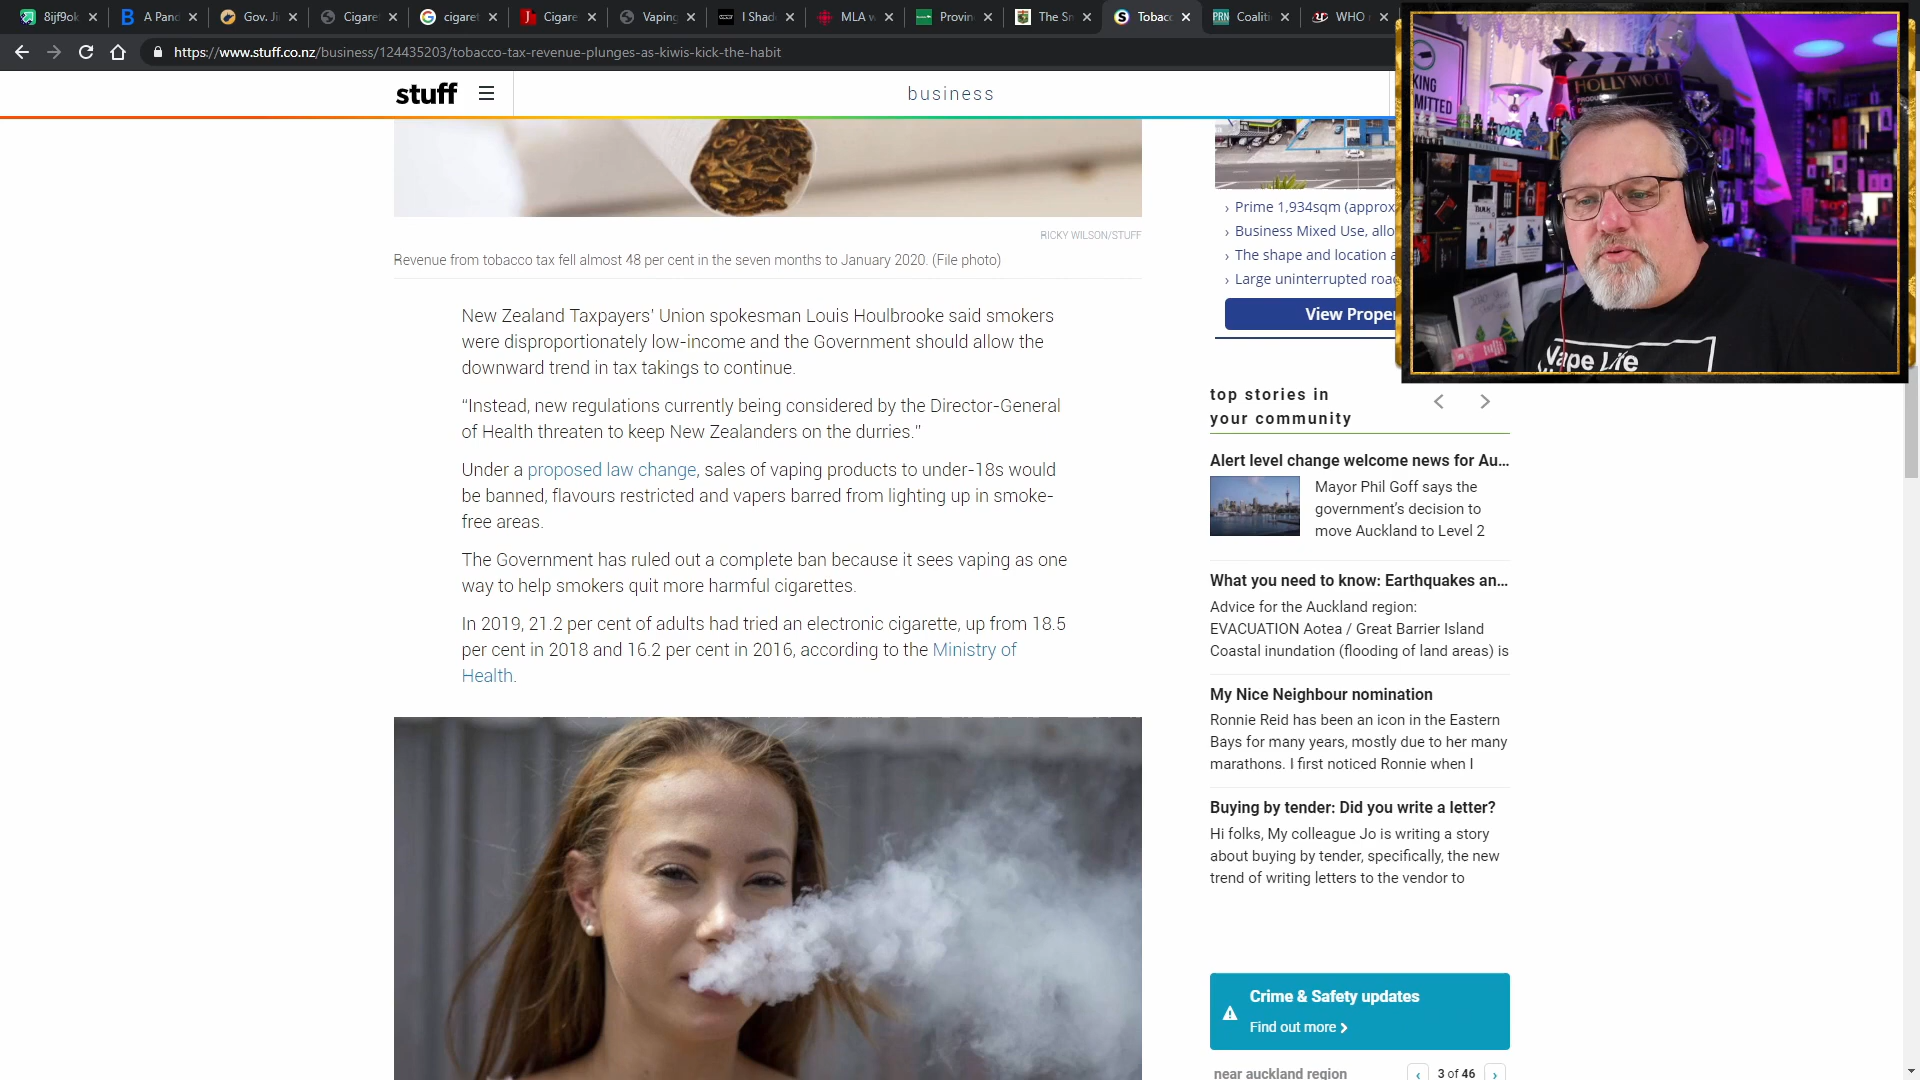 8ijf9ok
A Pand
Gov. Ji
Cigaret
cigaret
Cigare
Vaping
I Shad
MLA w
Provin
The Sm
Tobacc
Coaliti
WHO
https://www.stuff.co.nz/business/124435203/tobacco-tax-revenue-plunges-as-kiwis-kick-the-habit
stuff
business
RICKY WILSON/STUFF
Revenue from tobacco tax fell almost 48 per cent in the seven months to January 2020. (File photo)
New Zealand Taxpayers' Union spokesman Louis Houlbrooke said smokers
were disproportionately low-income and the Government should allow the
downward trend in tax takings to continue.
“Instead, new regulations currently being considered by the Director-General
of Health threaten to keep New Zealanders on the durries.”
Under a proposed law change, sales of vaping products to under-18s would
be banned, flavours restricted and vapers barred from lighting up in smoke-
free areas.
The Government has ruled out a complete ban because it sees vaping as one
way to help smokers quit more harmful cigarettes.
In 2019, 21.2 per cent of adults had tried an electronic cigarette, up from 18.5
per cent in 2018 and 16.2 per cent in 2016, according to the Ministry of
Health.
› Prime 1,934sqm (approx
› Business Mixed Use, allo
› The shape and location a
› Large uninterrupted roa
View Proper
KING
MITTED
HOLLYWOOD
VAPE
Vape Life
top stories in
your community
Alert level change welcome news for Au...
Mayor Phil Goff says the
government’s decision to
move Auckland to Level 2
What you need to know: Earthquakes an...
Advice for the Auckland region:
EVACUATION Aotea / Great Barrier Island
Coastal inundation (flooding of land areas) is
My Nice Neighbour nomination
Ronnie Reid has been an icon in the Eastern
Bays for many years, mostly due to her many
marathons. I first noticed Ronnie when I
Buying by tender: Did you write a letter?
Hi folks, My colleague Jo is writing a story
about buying by tender, specifically, the new
trend of writing letters to the vendor to
Crime & Safety updates
Find out more ›
near auckland region
‹ 3 of 46 ›